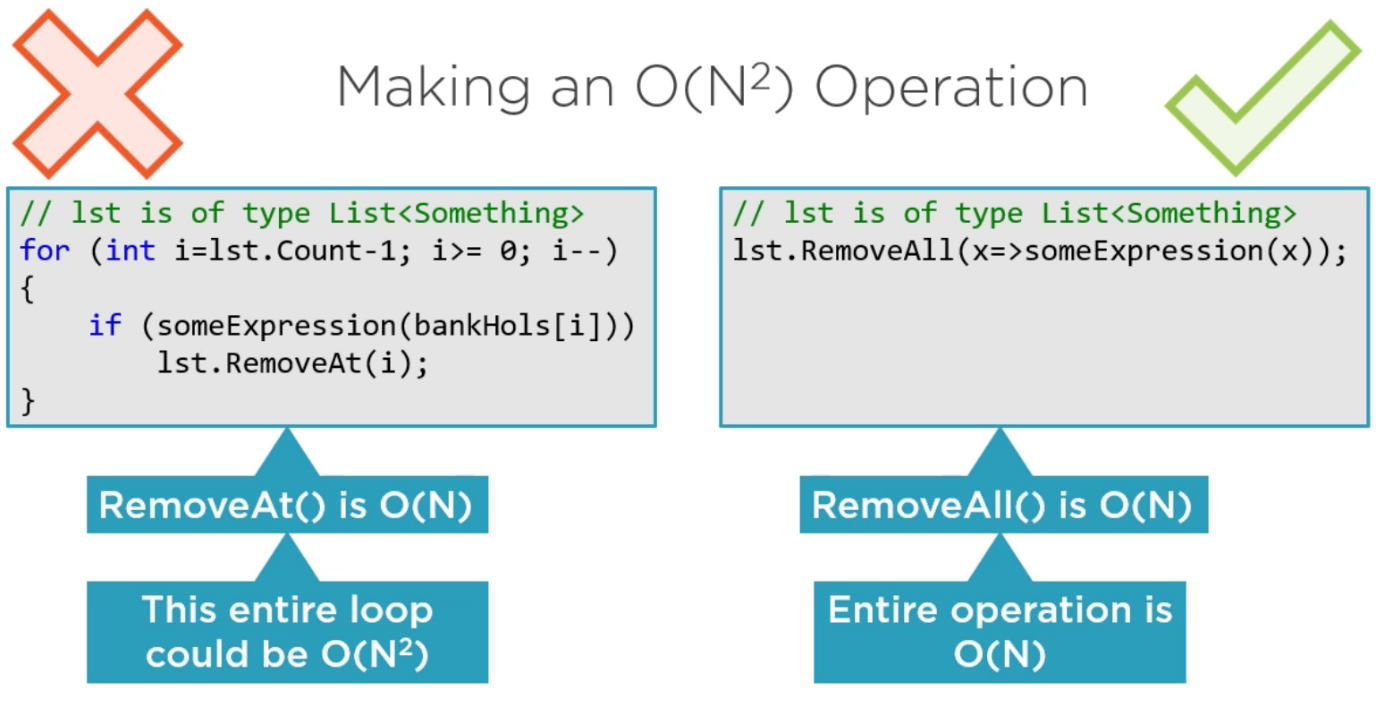 Making an O(N²) Operation
// lst is of type List<Something>
for (int i=lst.Count-1; i>= 0; i--)
{
    if (someExpression(bankHols[i]))
        lst.RemoveAt(i);
}
RemoveAt() is O(N)
This entire loop
could be O(N²)
// lst is of type List<Something>
lst.RemoveAll(x=>someExpression(x));
RemoveAll() is O(N)
Entire operation is
O(N)